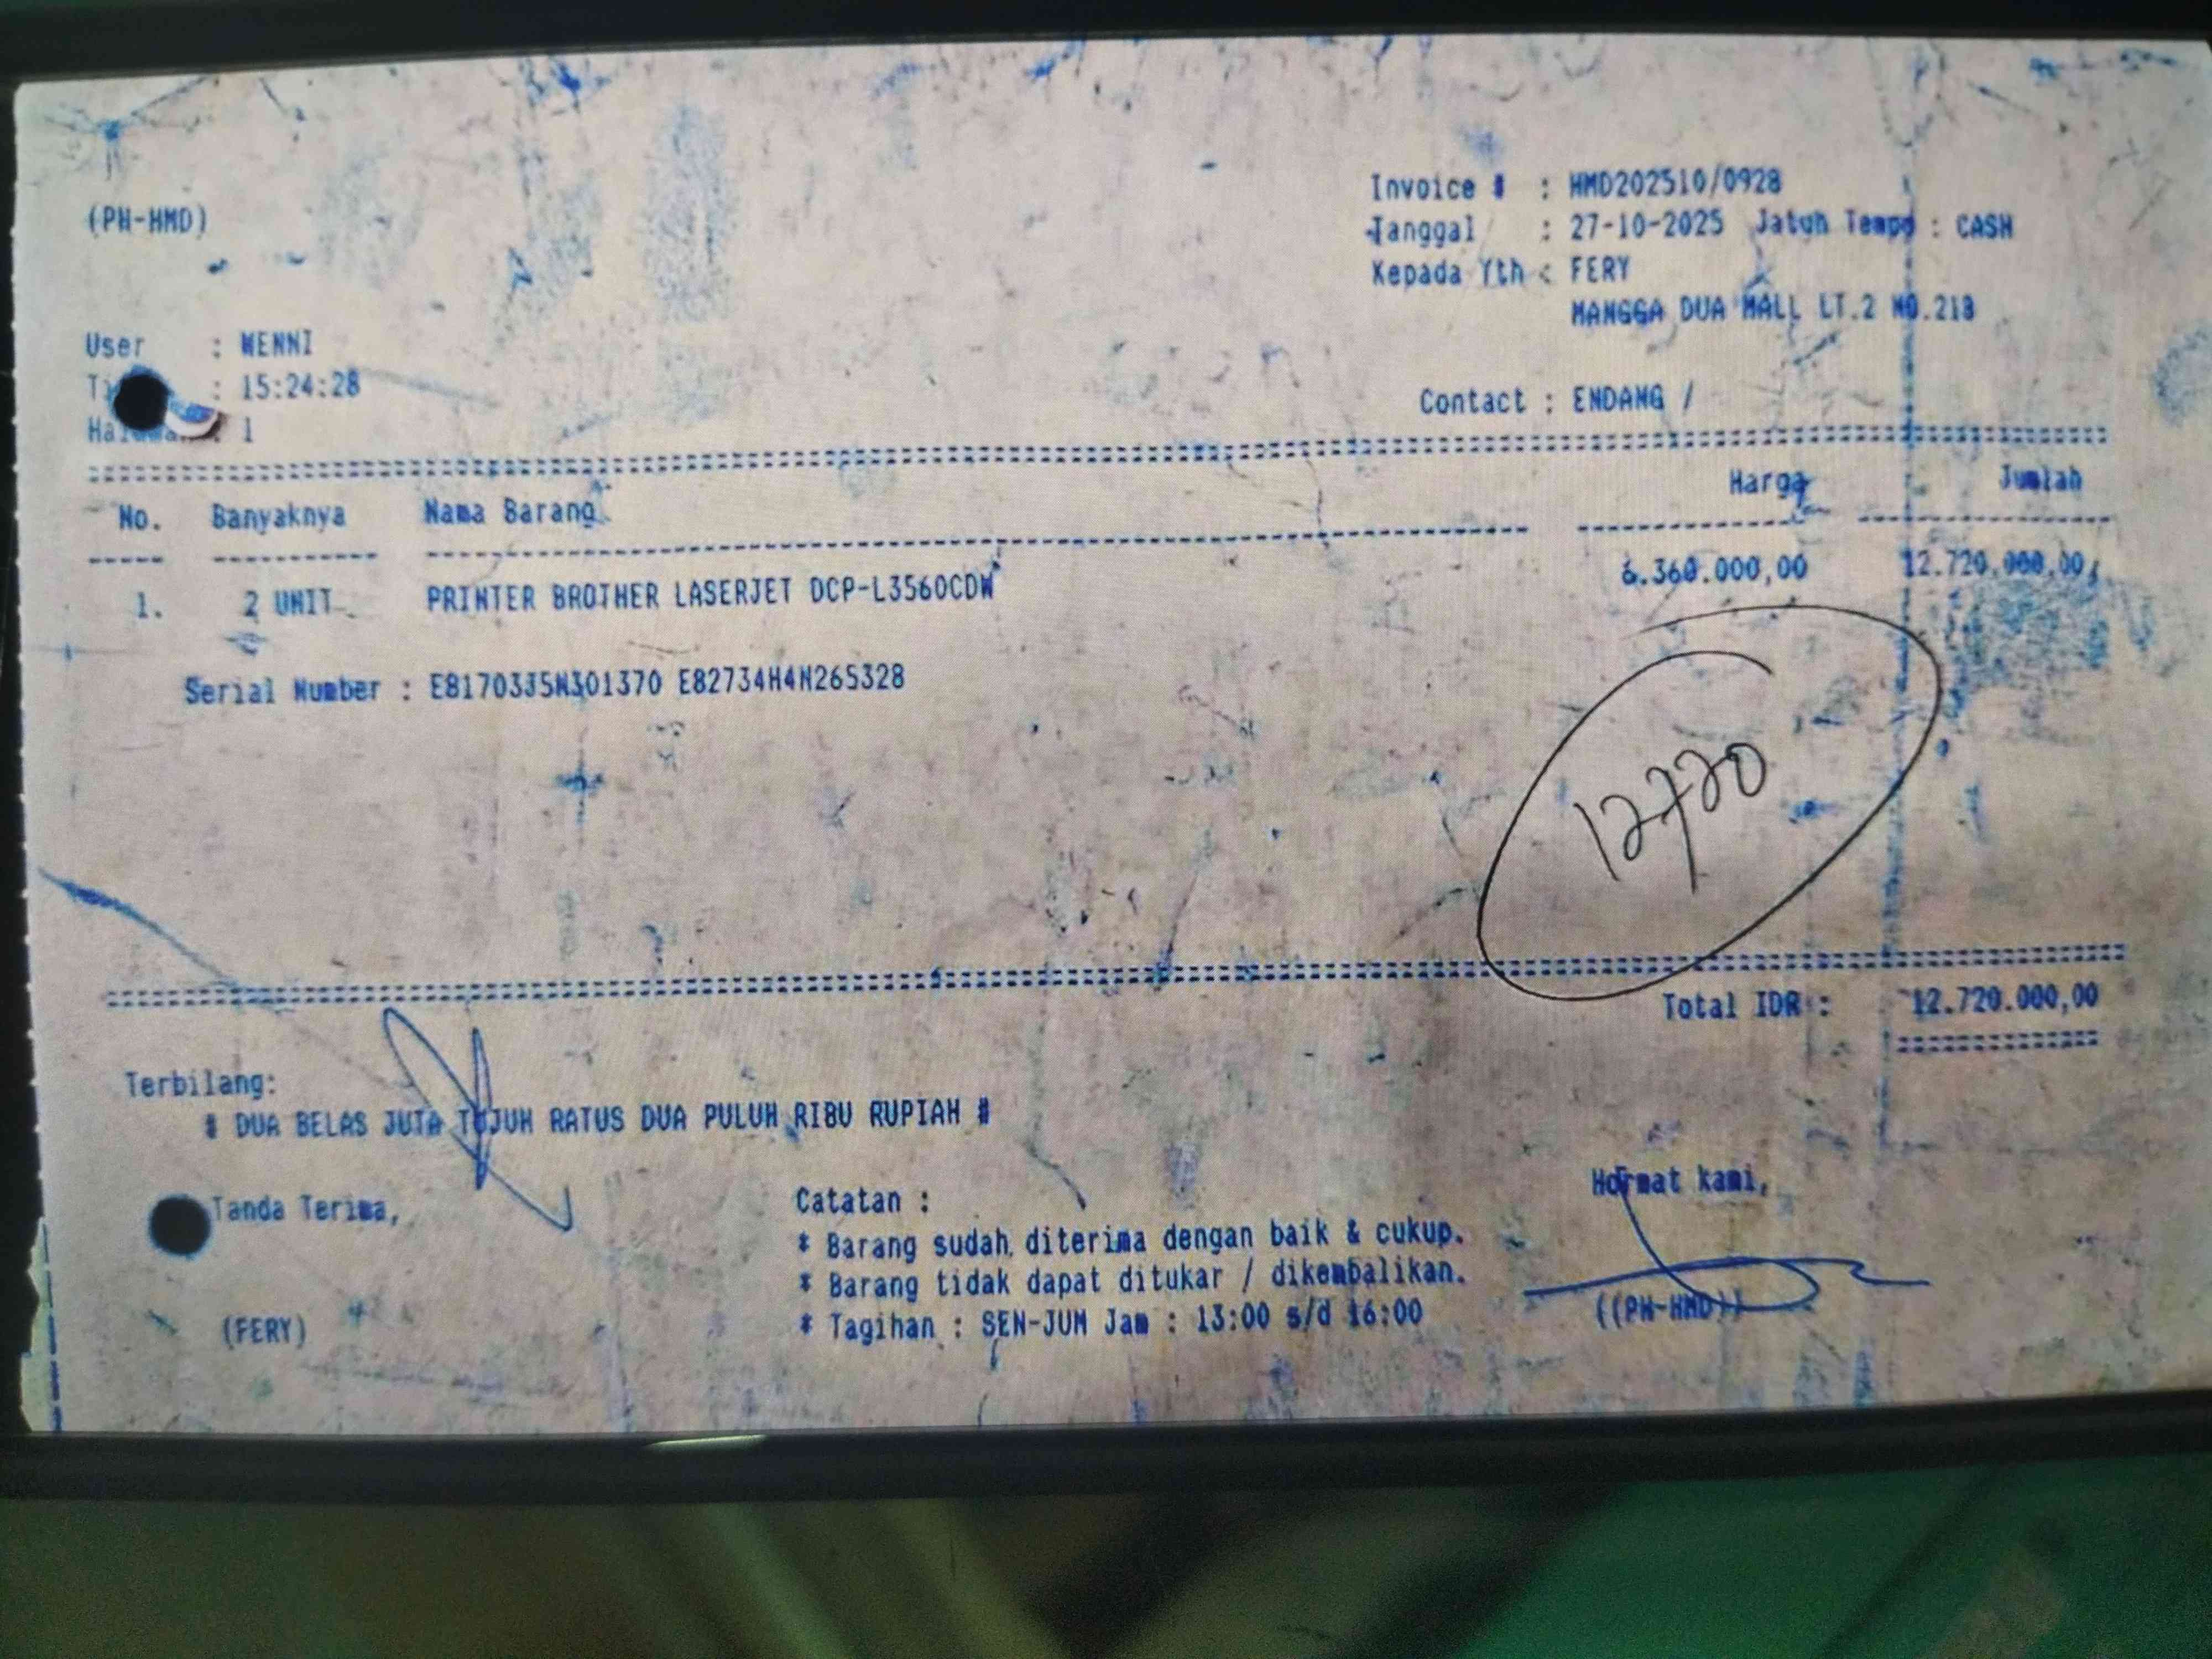 (PH-HMD)
Invoice # : HMD202510/0928
Tanggal : 27-10-2025 Jatuh Tempo : CASH
Kepada Yth : FERY
MANGGA DUA MALL LT.2 NO.218
User : WENNI
: 15:24:28
Halaman : 1
Contact : ENDANG /
No. Banyaknya Nama Barang Harga Jumlah
1. 2 UNIT PRINTER BROTHER LASERJET DCP-L3560CDW 6.360.000,00 12.720.000,00
Serial Number : E81703J5N301370 E82734H4N265328
12720
Total IDR : 12.720.000,00
Terbilang:
# DUA BELAS JUTA TUJUH RATUS DUA PULUH RIBU RUPIAH #
Tanda Terima,
(FERY)
Catatan :
* Barang sudah diterima dengan baik & cukup.
* Barang tidak dapat ditukar / dikembalikan.
* Tagihan : SEN-JUM Jam : 13:00 s/d 16:00
Hormat kami,
((PH-HMD))